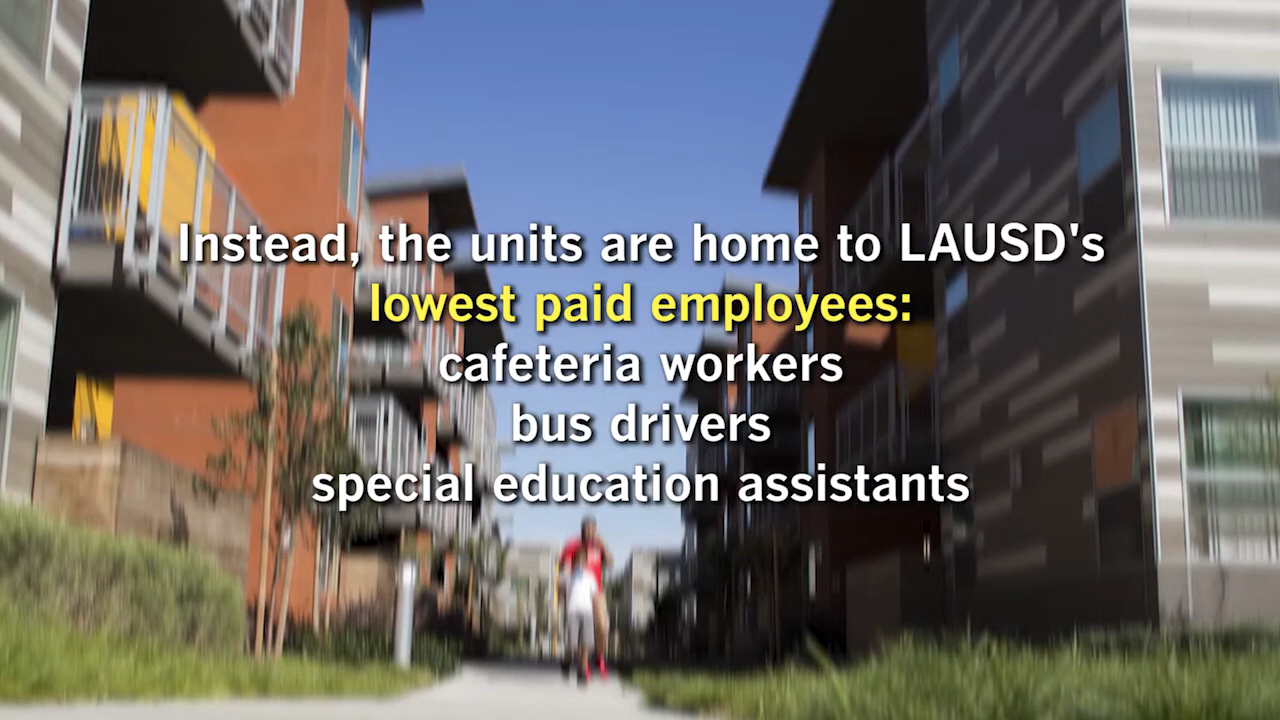 Instead, the units are home to LAUSD's
lowest paid employees:
cafeteria workers
bus drivers
special education assistants